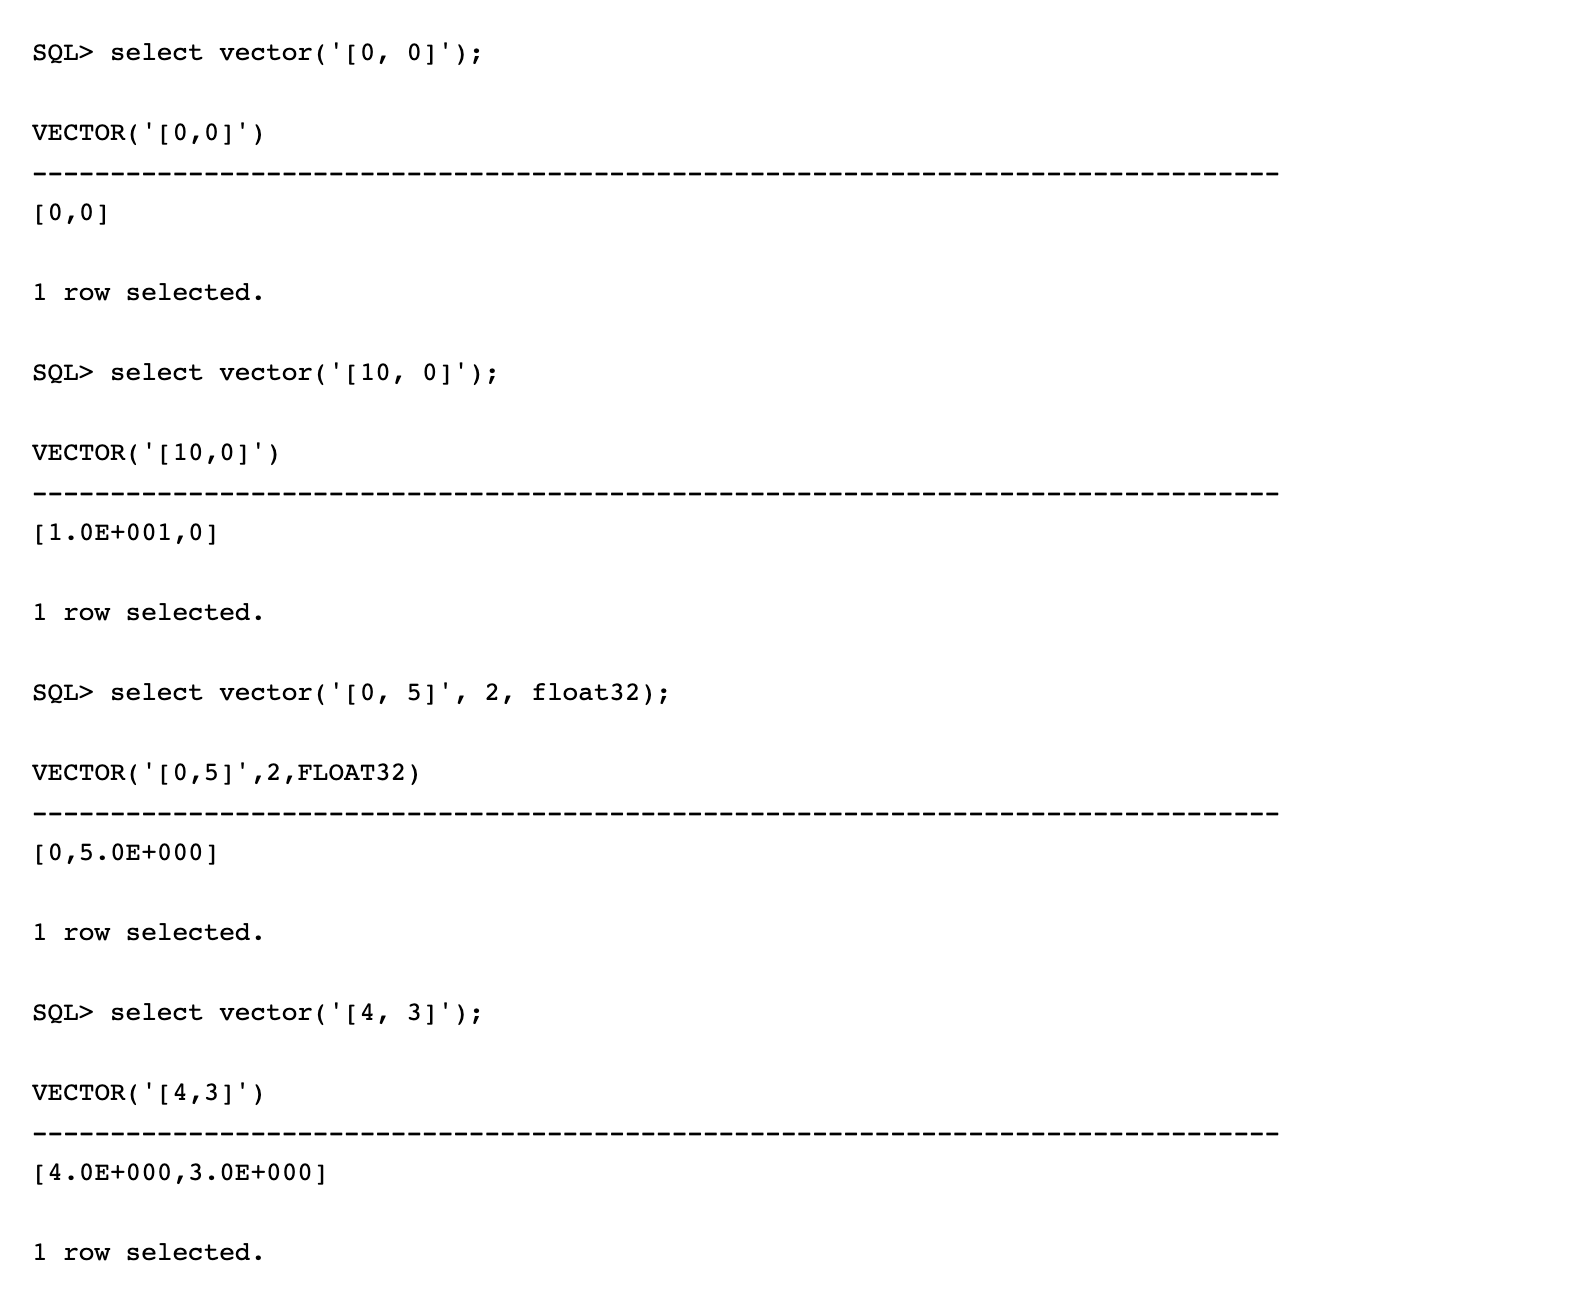 SQL> select vector('[0, 0]');
VECTOR('[0,0]')
--------------------------------------------------------------------------------
[0,0]
1 row selected.
SQL> select vector('[10, 0]');
VECTOR('[10,0]')
--------------------------------------------------------------------------------
[1.0E+001,0]
1 row selected.
SQL> select vector('[0, 5]', 2, float32);
VECTOR('[0,5]',2,FLOAT32)
--------------------------------------------------------------------------------
[0,5.0E+000]
1 row selected.
SQL> select vector('[4, 3]');
VECTOR('[4,3]')
--------------------------------------------------------------------------------
[4.0E+000,3.0E+000]
1 row selected.